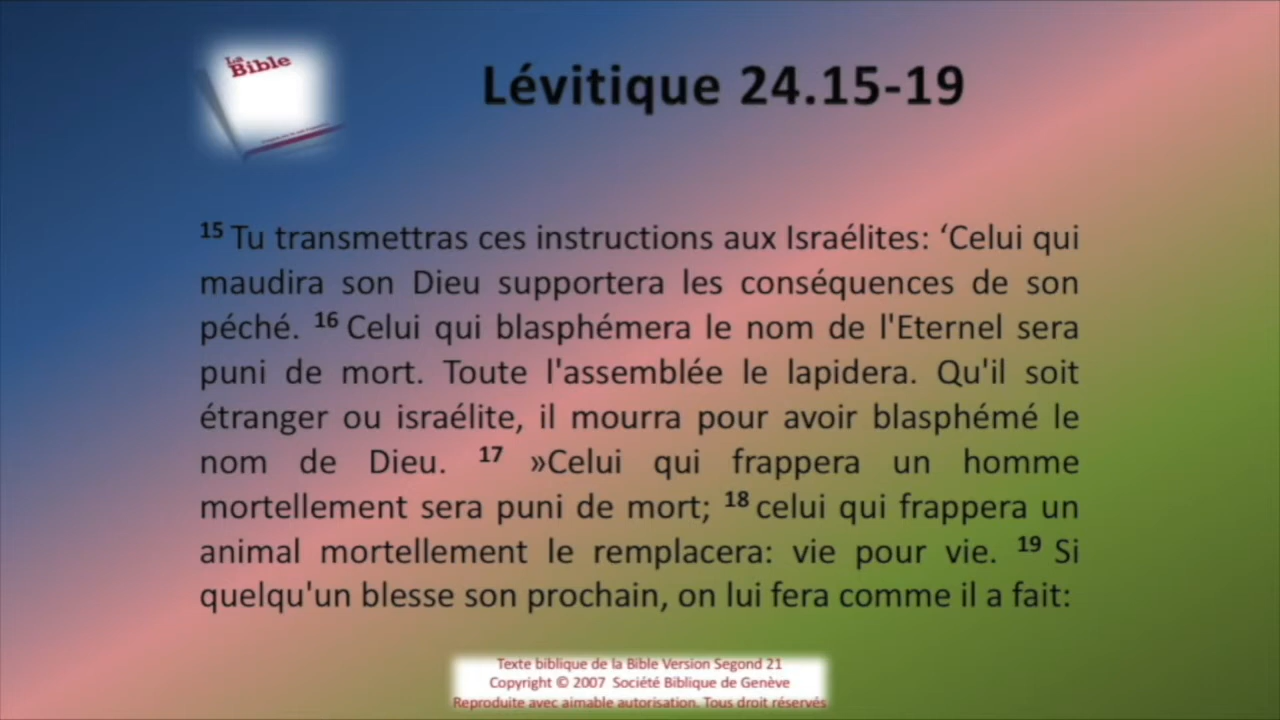 La
Bible
Lévitique 24.15-19
15 Tu transmettras ces instructions aux Israélites: ‘Celui qui
maudira son Dieu supportera les conséquences de son
péché. 16 Celui qui blasphémera le nom de l'Eternel sera
puni de mort. Toute l'assemblée le lapidera. Qu'il soit
étranger ou israélite, il mourra pour avoir blasphémé le
nom de Dieu. 17 »Celui qui frappera un homme
mortellement sera puni de mort; 18 celui qui frappera un
animal mortellement le remplacera: vie pour vie. 19 Si
quelqu'un blesse son prochain, on lui fera comme il a fait:
Texte biblique de la Bible Version Segond 21
Copyright © 2007 Société Biblique de Genève
Reproduite avec aimable autorisation. Tous droit réservés